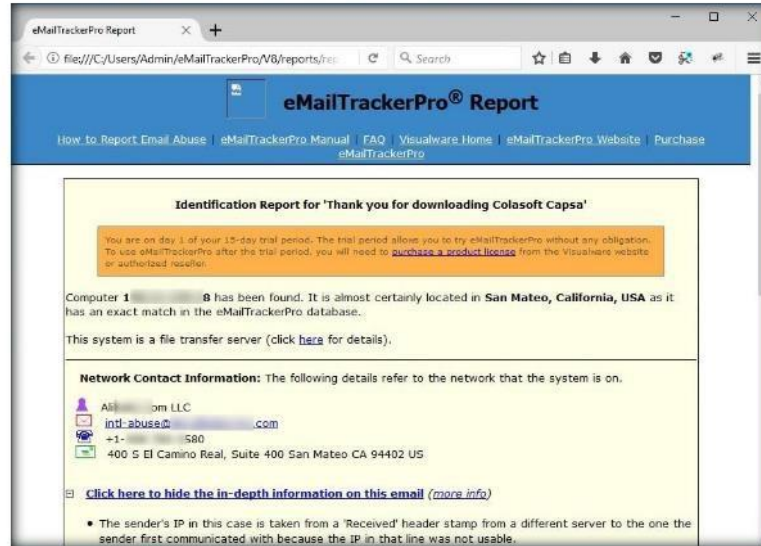 eMailTrackerPro Report
file:///C:/Users/Admin/eMailTrackerPro/V8/reports/rec
Search
eMailTrackerPro® Report
How to Report Email Abuse | eMailTrackerPro Manual | FAQ | Visualware Home | eMailTrackerPro Website | Purchase
eMailTrackerPro
Identification Report for 'Thank you for downloading Colasoft Capsa'
You are on day 1 of your 15-day trial period. The trial period allows you to try eMailTrackerPro without any obligation.
To use eMailTrackerPro after the trial period, you will need to purchase a product license from the Visualware website
or authorized reseller.
Computer 1 8 has been found. It is almost certainly located in San Mateo, California, USA as it
has an exact match in the eMailTrackerPro database.
This system is a file transfer server (click here for details).
Network Contact Information: The following details refer to the network that the system is on.
Ali om LLC
intl-abuse@ .com
+1- 580
400 S El Camino Real, Suite 400 San Mateo CA 94402 US
Click here to hide the in-depth information on this email (more info)
• The sender's IP in this case is taken from a 'Received' header stamp from a different server to the one the
sender first communicated with because the IP in that line was not usable.